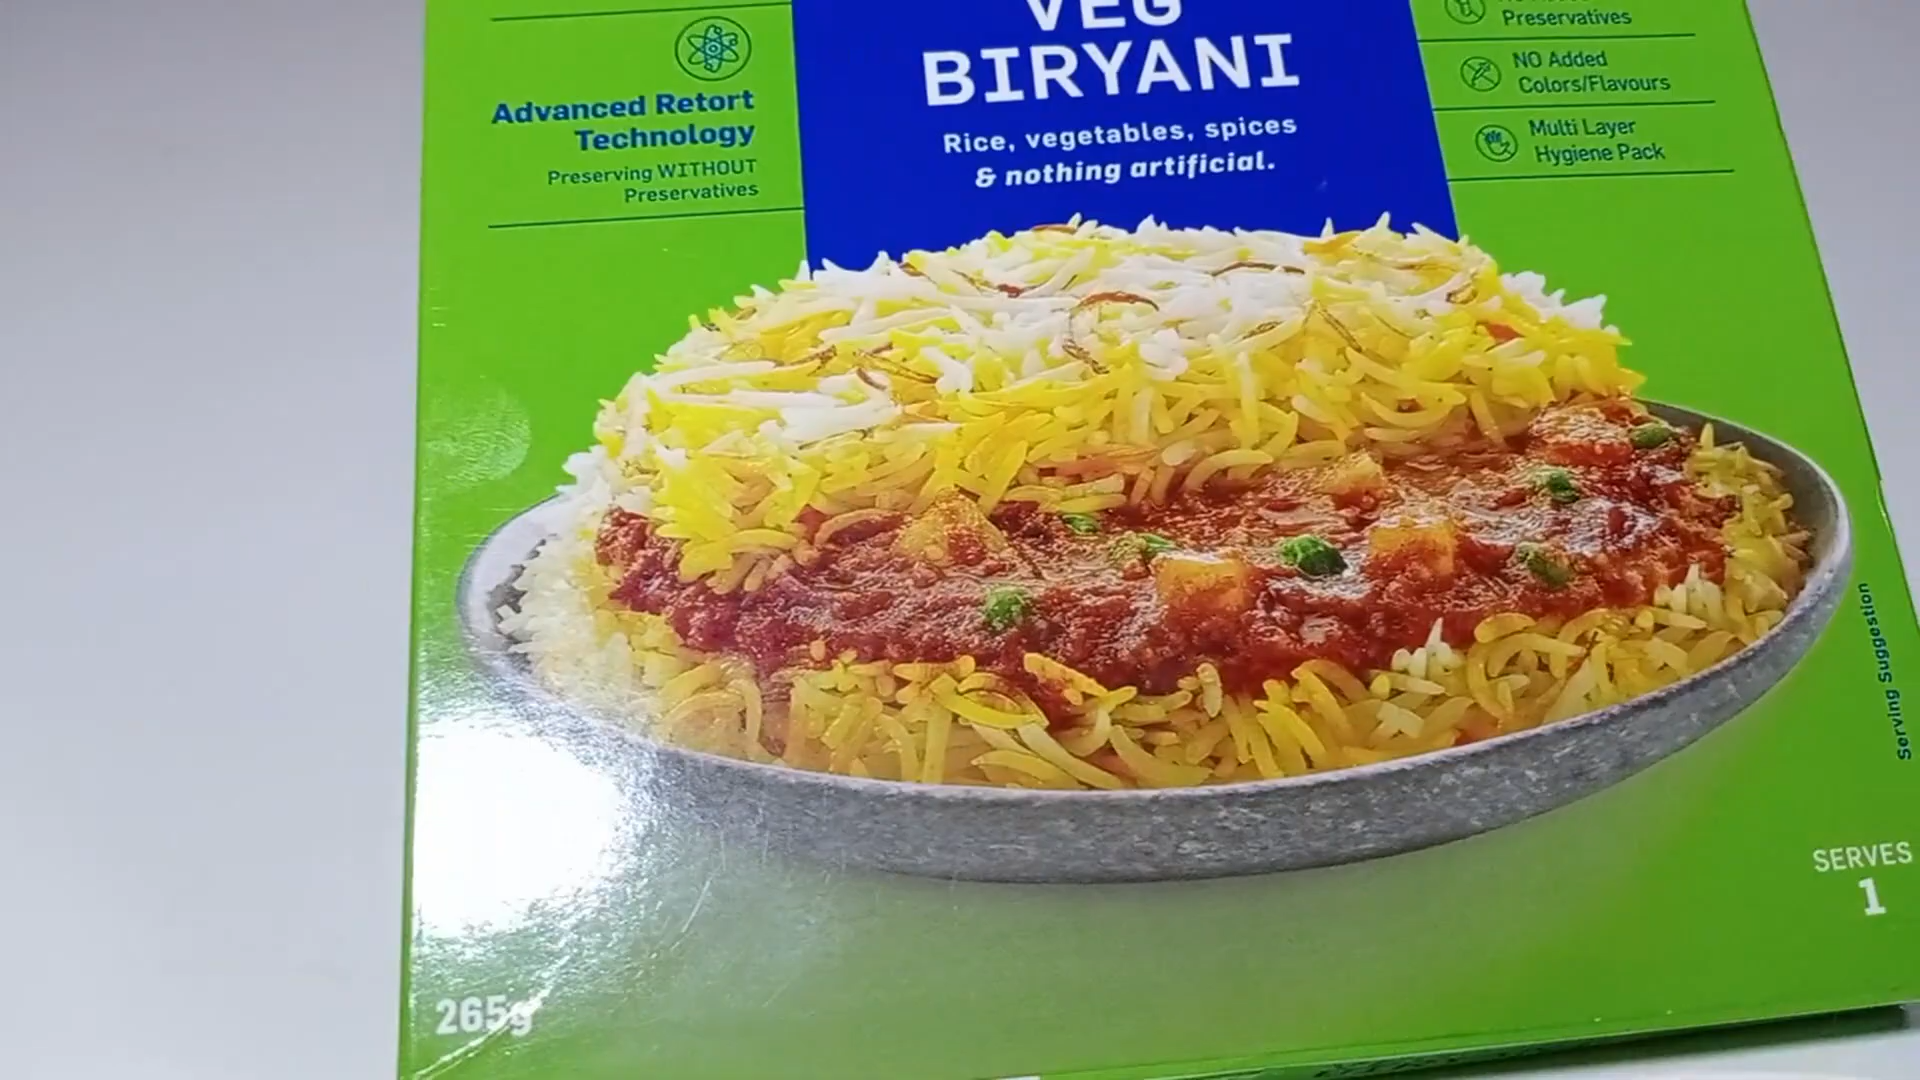 VEG
BIRYANI
Rice, vegetables, spices
& nothing artificial.
Advanced Retort
Technology
Preserving WITHOUT
Preservatives
Preservatives
NO Added
Colors/Flavours
Multi Layer
Hygiene Pack
Serving Suggestion
SERVES
1
265g